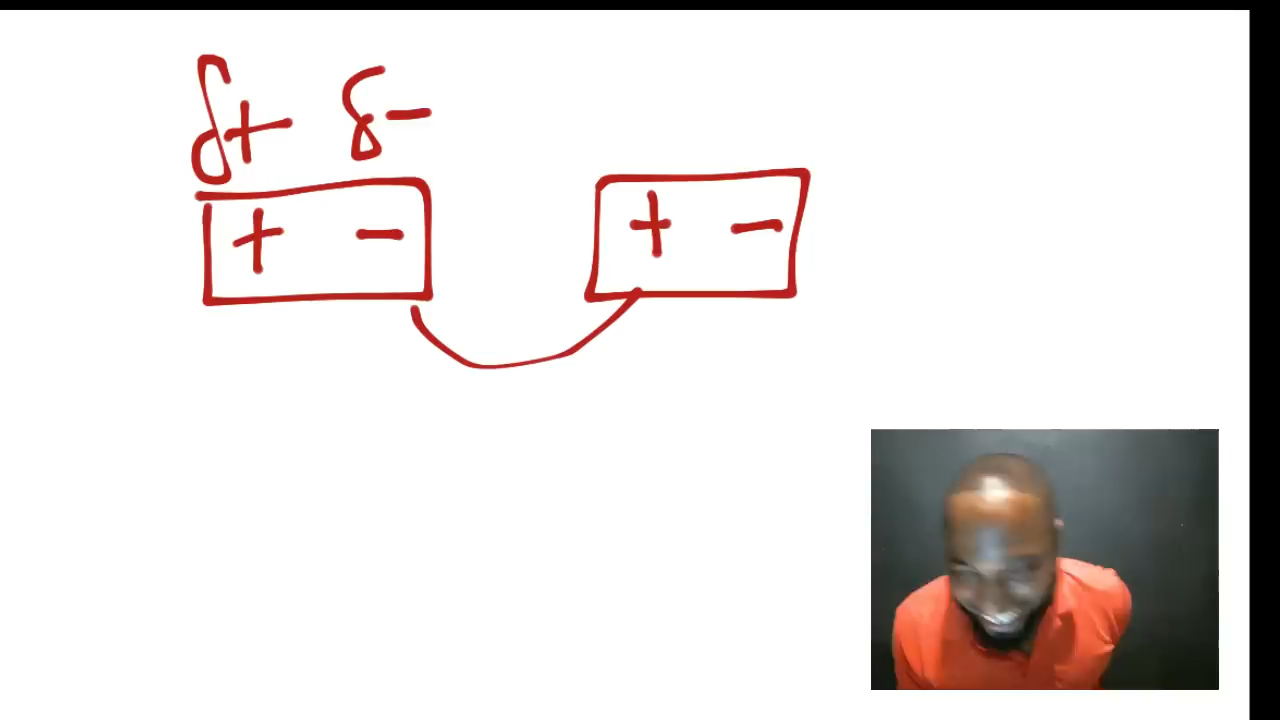 δ+ δ-
+ - + -